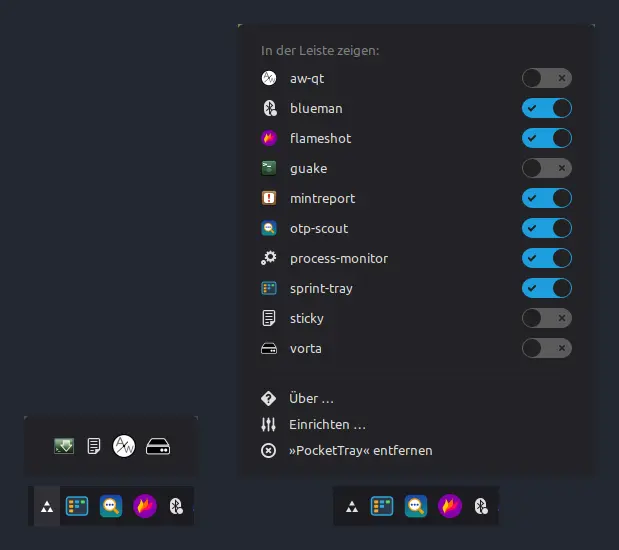 In der Leiste zeigen:
aw-qt
blueman
flameshot
guake
mintreport
otp-scout
process-monitor
sprint-tray
sticky
vorta
Über …
Einrichten …
»PocketTray« entfernen